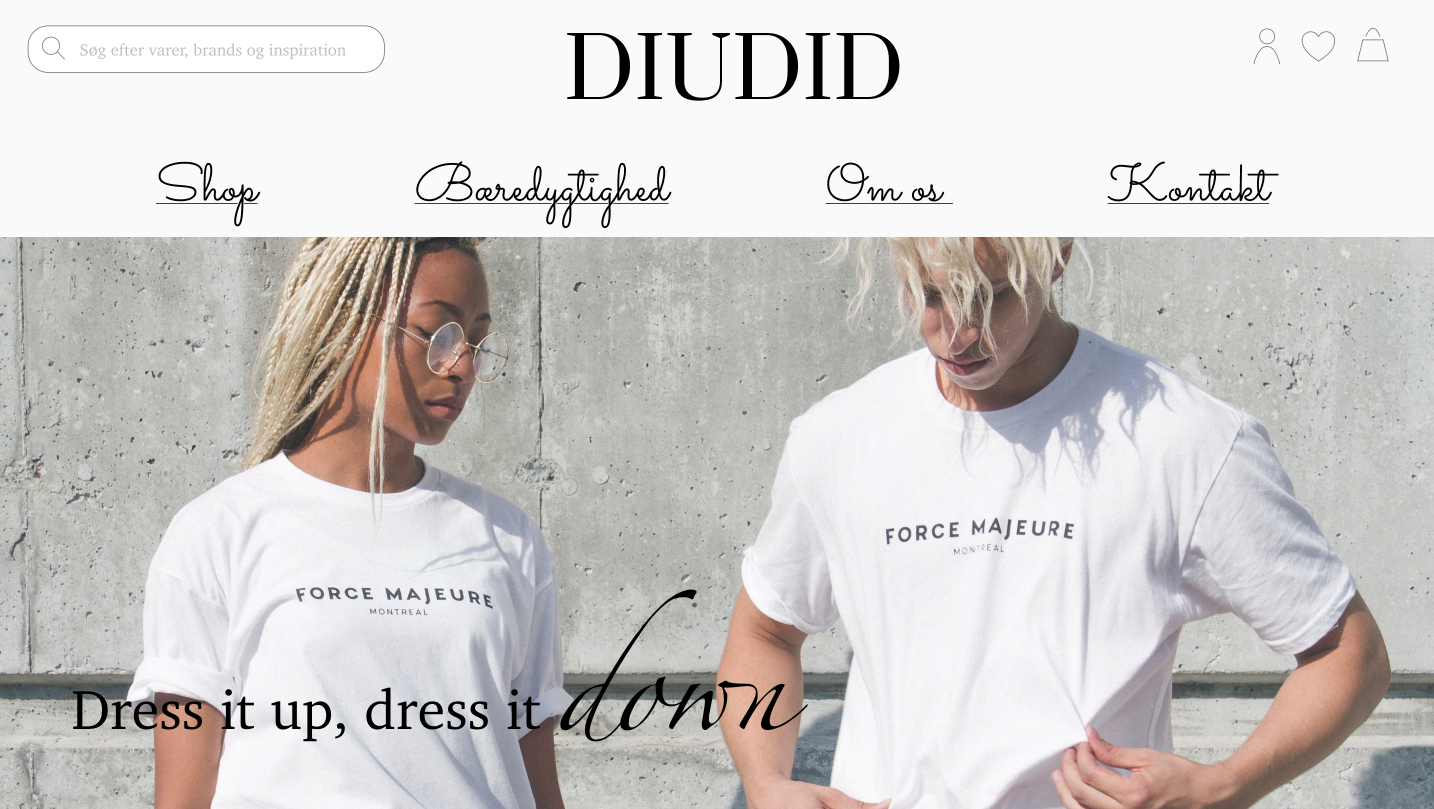 Søg efter varer, brands og inspiration
DIUDID
Shop
Bæredygtighed
Om os
Kontakt
FORCE MAJEURE
MONTREAL
FORCE MAJEURE
MONTREAL
Dress it up, dress it down